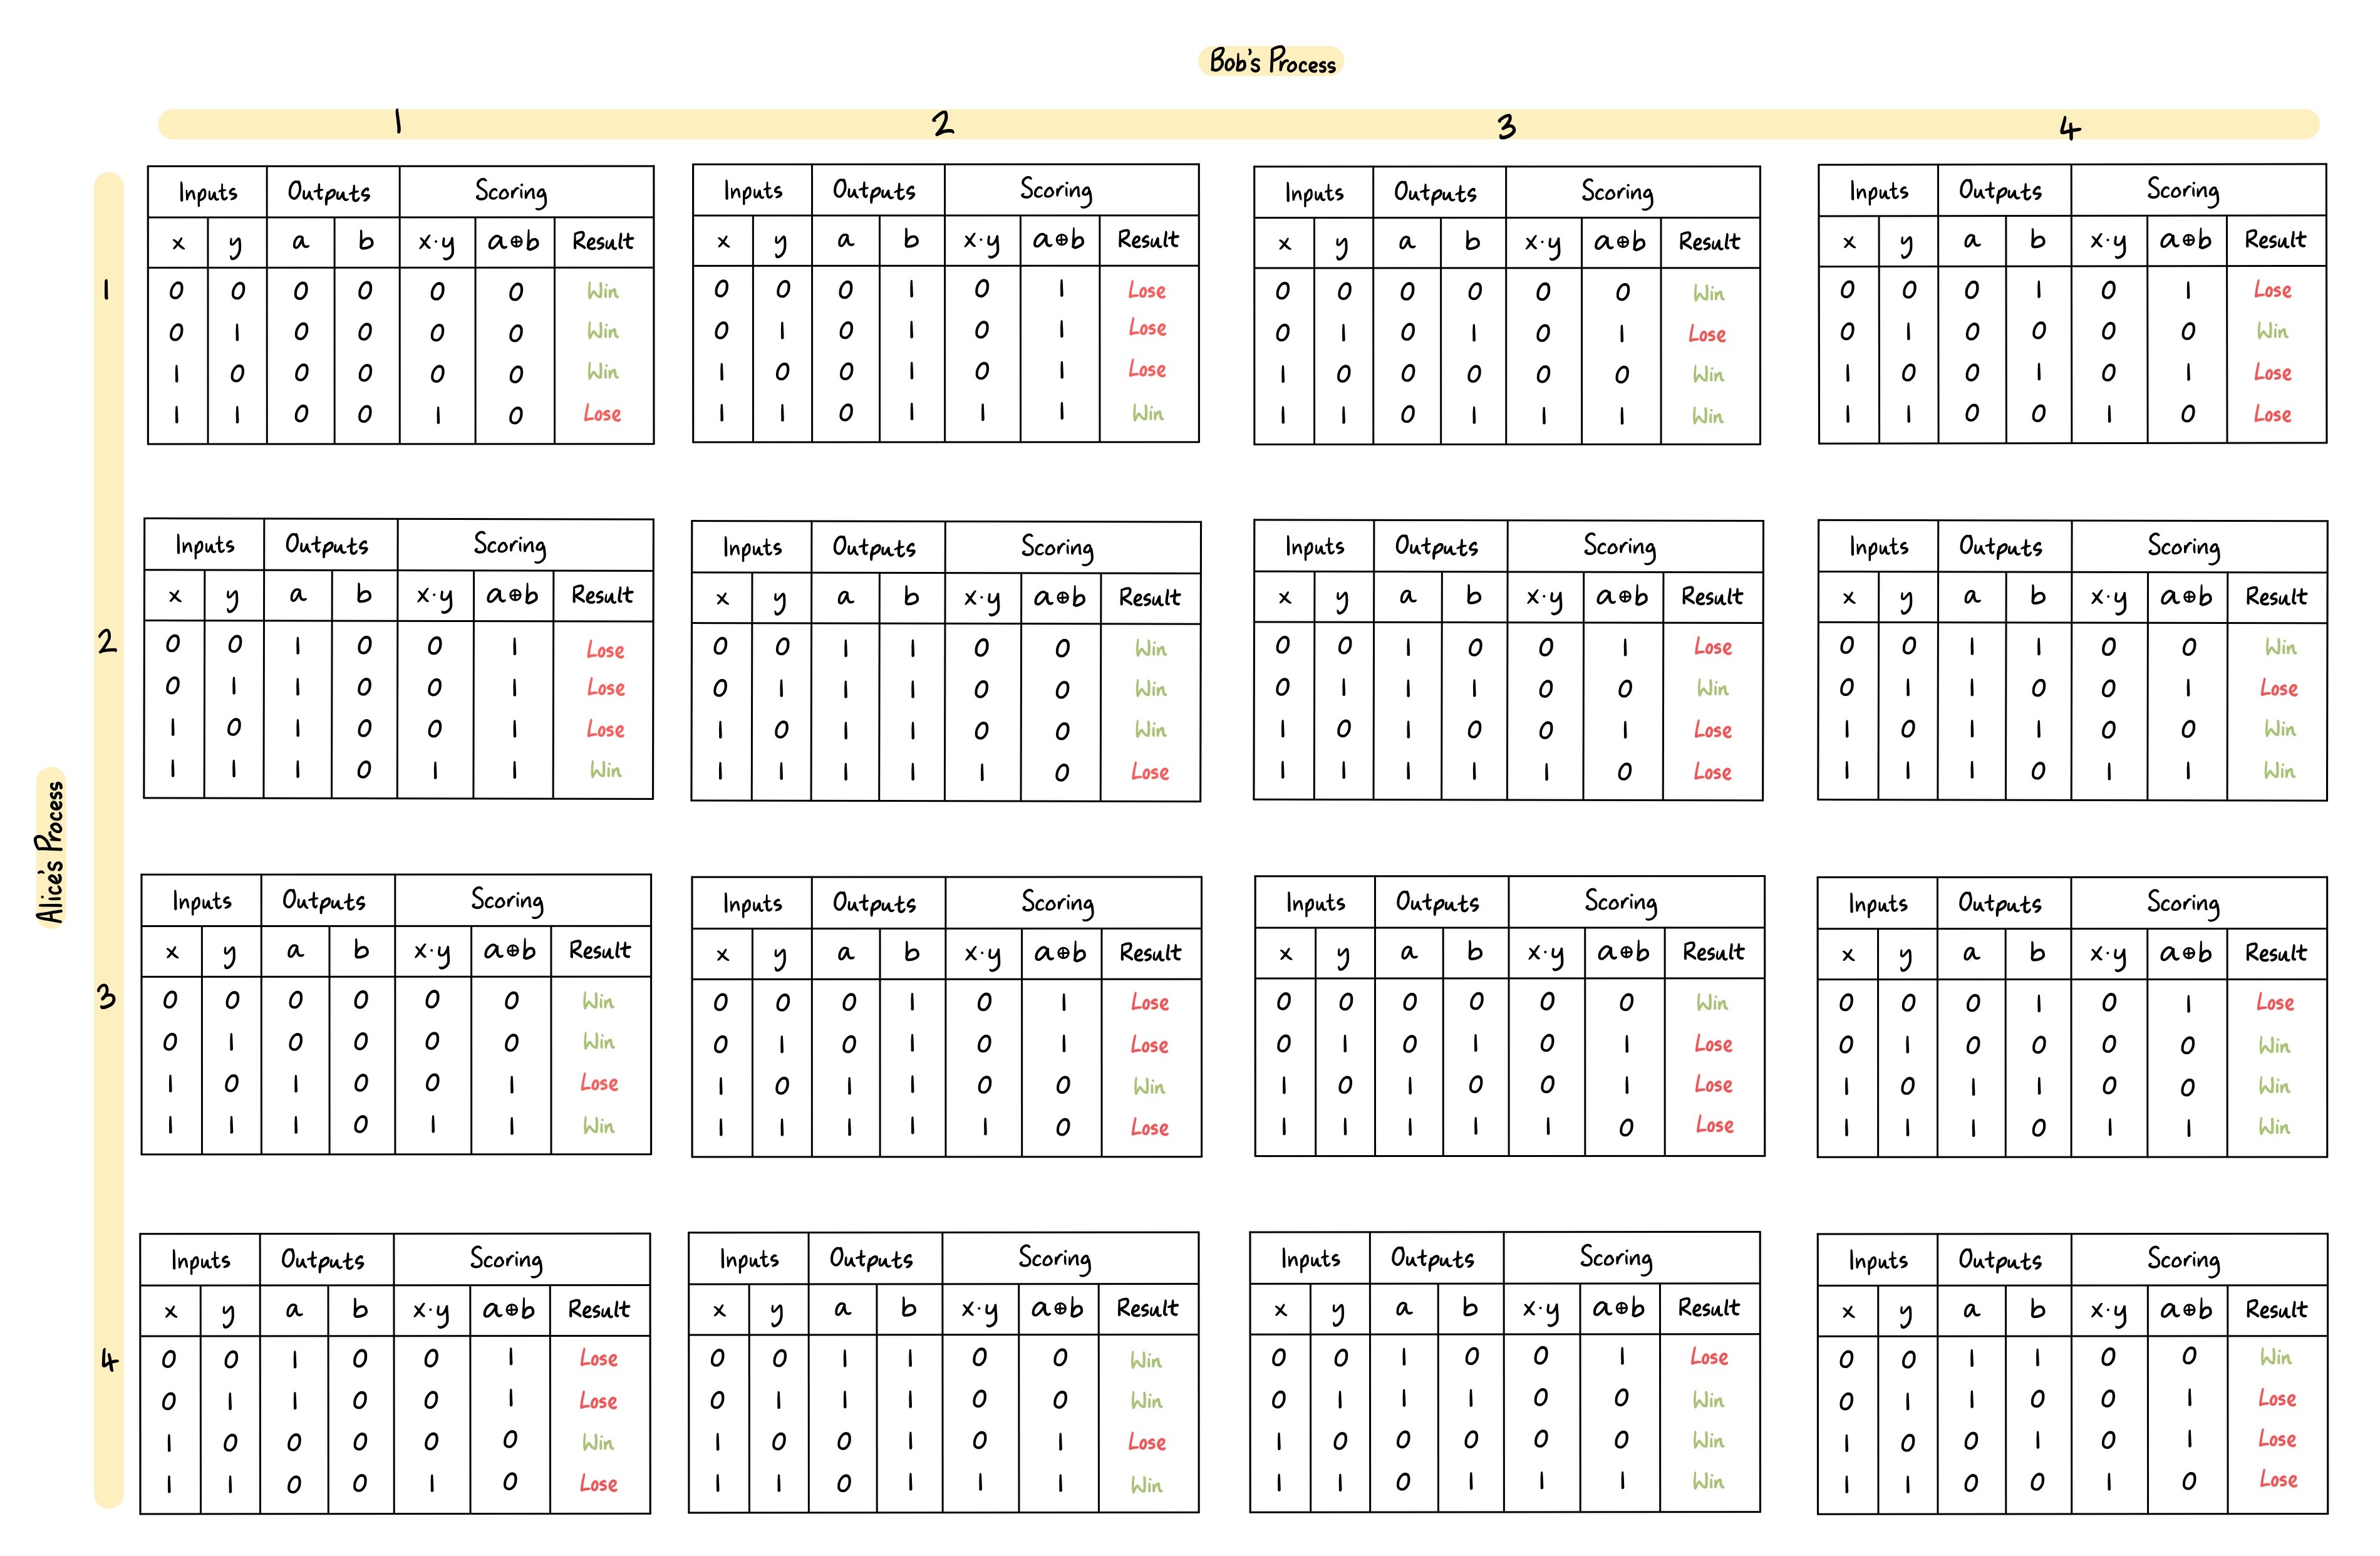 Bob's Process
1 2 3 4
Alice's Process
1
Inputs Outputs Scoring
x y a b x·y a⊕b Result
0 0 0 0 0 0 Win
0 1 0 0 0 0 Win
1 0 0 0 0 0 Win
1 1 0 0 1 0 Lose
Inputs Outputs Scoring
x y a b x·y a⊕b Result
0 0 0 1 0 1 Lose
0 1 0 1 0 1 Lose
1 0 0 1 0 1 Lose
1 1 0 1 1 1 Win
Inputs Outputs Scoring
x y a b x·y a⊕b Result
0 0 0 0 0 0 Win
0 1 0 1 0 1 Lose
1 0 0 0 0 0 Win
1 1 0 1 1 1 Win
Inputs Outputs Scoring
x y a b x·y a⊕b Result
0 0 0 1 0 1 Lose
0 1 0 0 0 0 Win
1 0 0 1 0 1 Lose
1 1 0 0 1 0 Lose
2
Inputs Outputs Scoring
x y a b x·y a⊕b Result
0 0 1 0 0 1 Lose
0 1 1 0 0 1 Lose
1 0 1 0 0 1 Lose
1 1 1 0 1 1 Win
Inputs Outputs Scoring
x y a b x·y a⊕b Result
0 0 1 1 0 0 Win
0 1 1 1 0 0 Win
1 0 1 1 0 0 Win
1 1 1 1 1 0 Lose
Inputs Outputs Scoring
x y a b x·y a⊕b Result
0 0 1 0 0 1 Lose
0 1 1 1 0 0 Win
1 0 1 0 0 1 Lose
1 1 1 1 1 0 Lose
Inputs Outputs Scoring
x y a b x·y a⊕b Result
0 0 1 1 0 0 Win
0 1 1 0 0 1 Lose
1 0 1 1 0 0 Win
1 1 1 0 1 1 Win
3
Inputs Outputs Scoring
x y a b x·y a⊕b Result
0 0 0 0 0 0 Win
0 1 0 0 0 0 Win
1 0 1 0 0 1 Lose
1 1 1 0 1 1 Win
Inputs Outputs Scoring
x y a b x·y a⊕b Result
0 0 0 1 0 1 Lose
0 1 0 1 0 1 Lose
1 0 1 1 0 0 Win
1 1 1 1 1 0 Lose
Inputs Outputs Scoring
x y a b x·y a⊕b Result
0 0 0 0 0 0 Win
0 1 0 1 0 1 Lose
1 0 1 0 0 1 Lose
1 1 1 1 1 0 Lose
Inputs Outputs Scoring
x y a b x·y a⊕b Result
0 0 0 1 0 1 Lose
0 1 0 0 0 0 Win
1 0 1 1 0 0 Win
1 1 1 0 1 1 Win
4
Inputs Outputs Scoring
x y a b x·y a⊕b Result
0 0 1 0 0 1 Lose
0 1 1 0 0 1 Lose
1 0 0 0 0 0 Win
1 1 0 0 1 0 Lose
Inputs Outputs Scoring
x y a b x·y a⊕b Result
0 0 1 1 0 0 Win
0 1 1 1 0 0 Win
1 0 0 1 0 1 Lose
1 1 0 1 1 1 Win
Inputs Outputs Scoring
x y a b x·y a⊕b Result
0 0 1 0 0 1 Lose
0 1 1 1 0 0 Win
1 0 0 0 0 0 Win
1 1 0 1 1 1 Win
Inputs Outputs Scoring
x y a b x·y a⊕b Result
0 0 1 1 0 0 Win
0 1 1 0 0 1 Lose
1 0 0 1 0 1 Lose
1 1 0 0 1 0 Lose